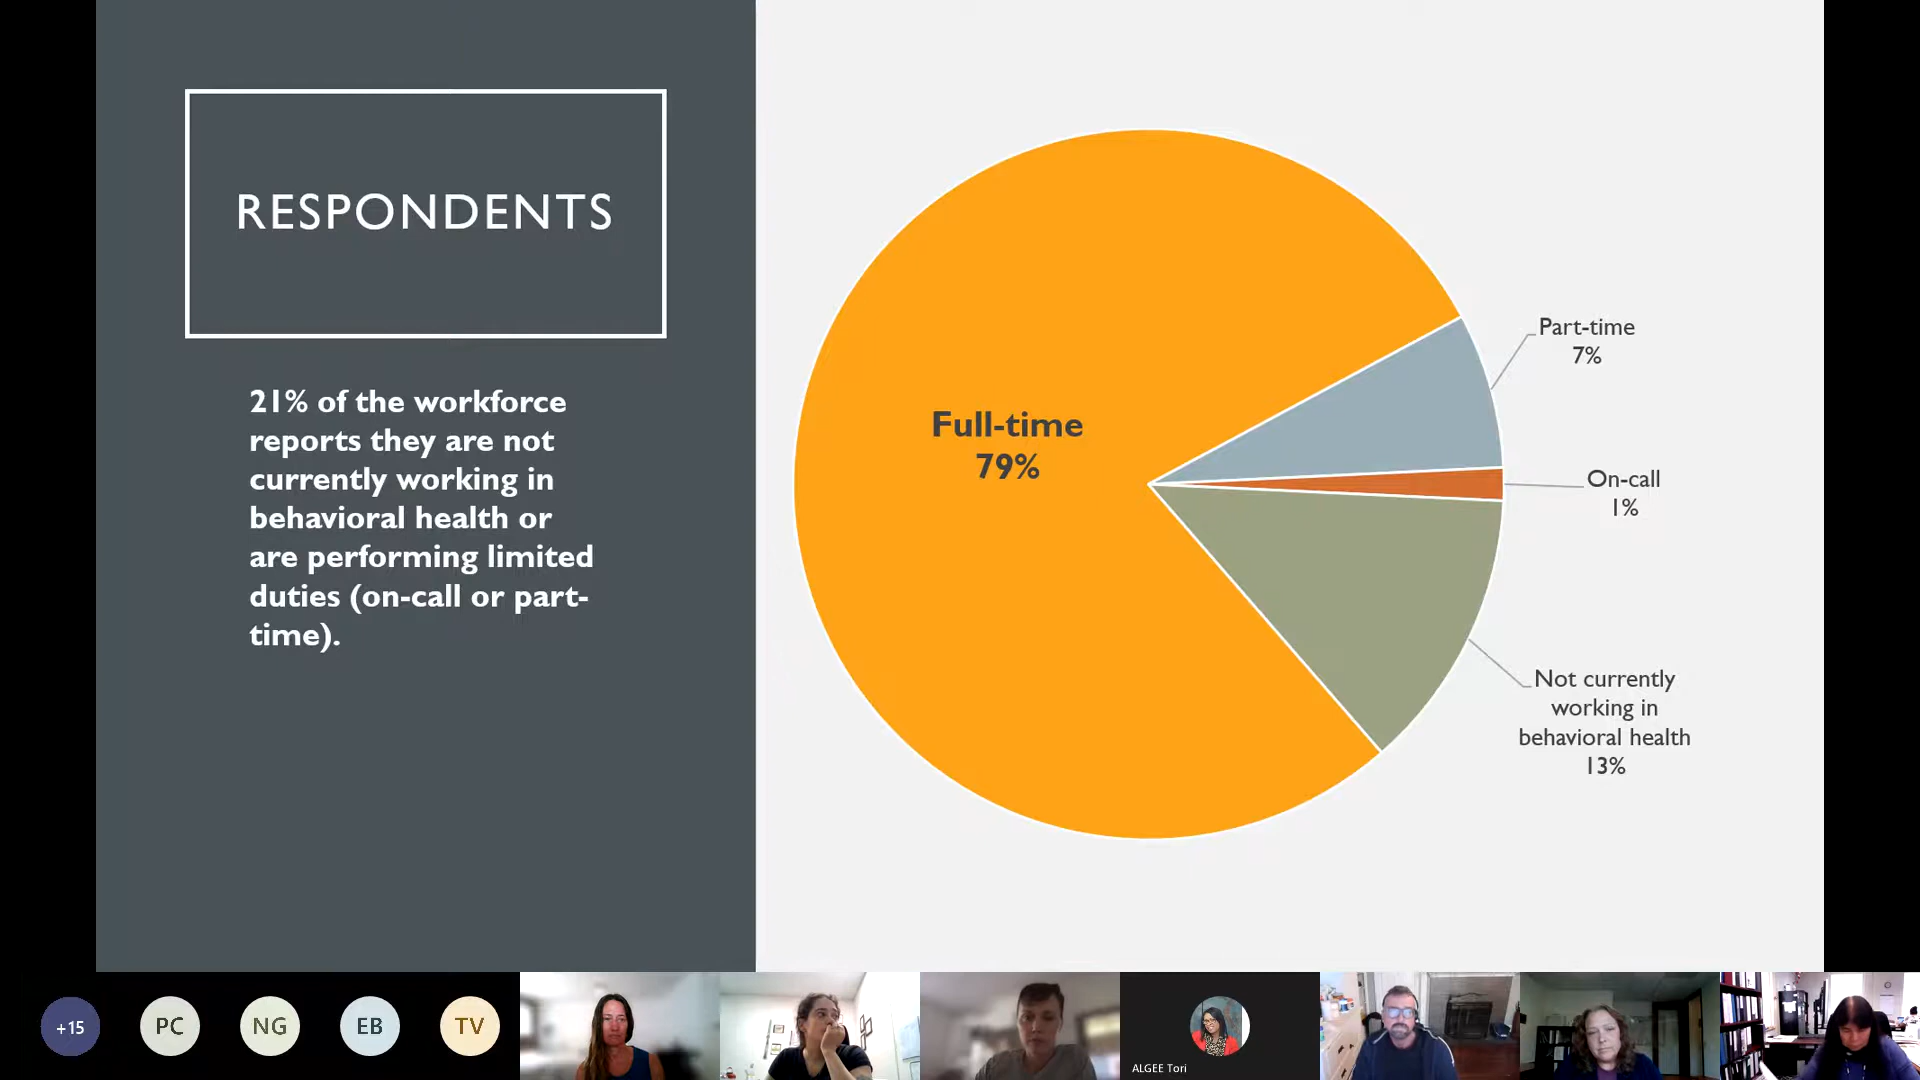 RESPONDENTS
21% of the workforce
reports they are not
currently working in
behavioral health or
are performing limited
duties (on-call or part-
time).
Full-time
79%
Part-time
7%
On-call
1%
Not currently
working in
behavioral health
13%
+15
PC
NG
EB
TV
ALGEE Tori